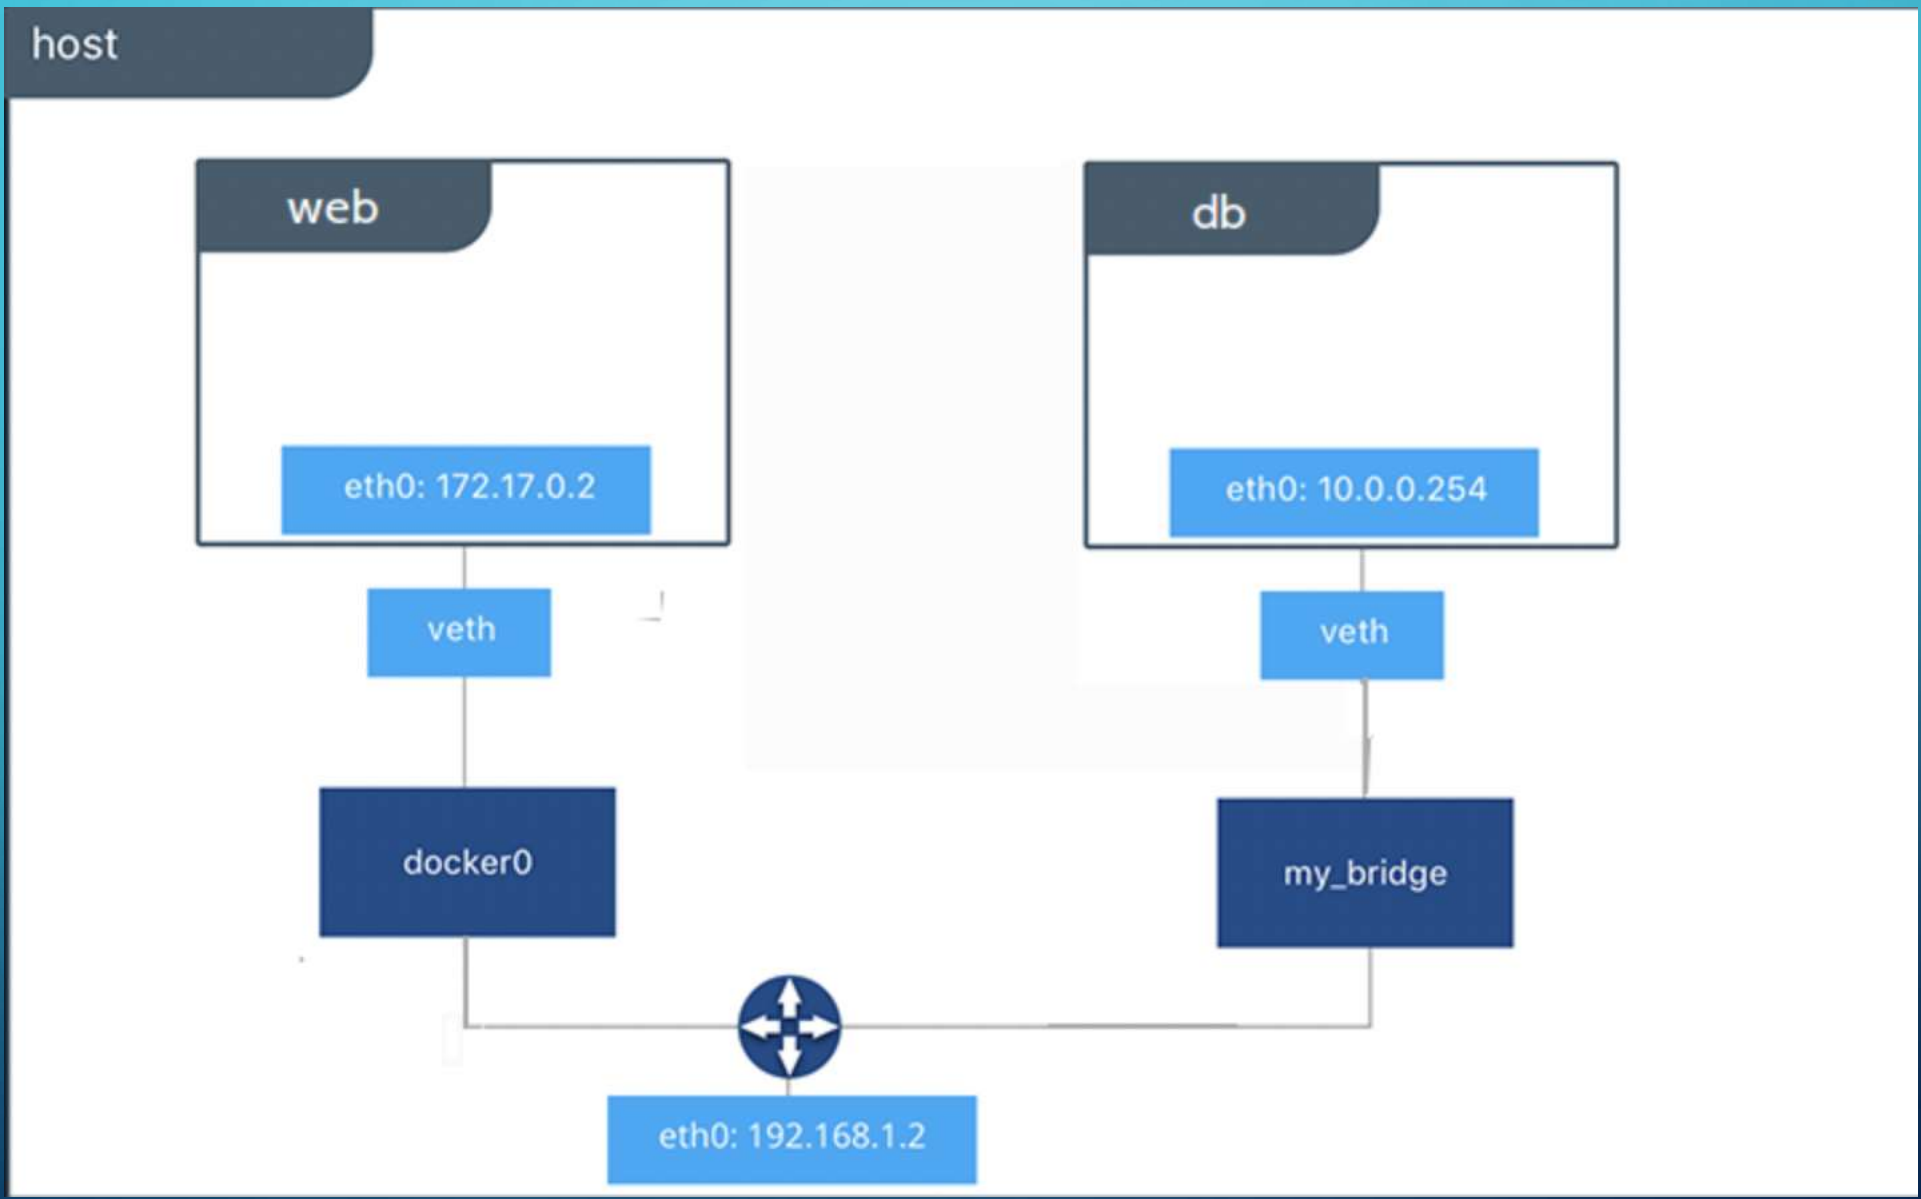 host
web
db
eth0: 172.17.0.2
eth0: 10.0.0.254
veth
veth
docker0
my_bridge
eth0: 192.168.1.2